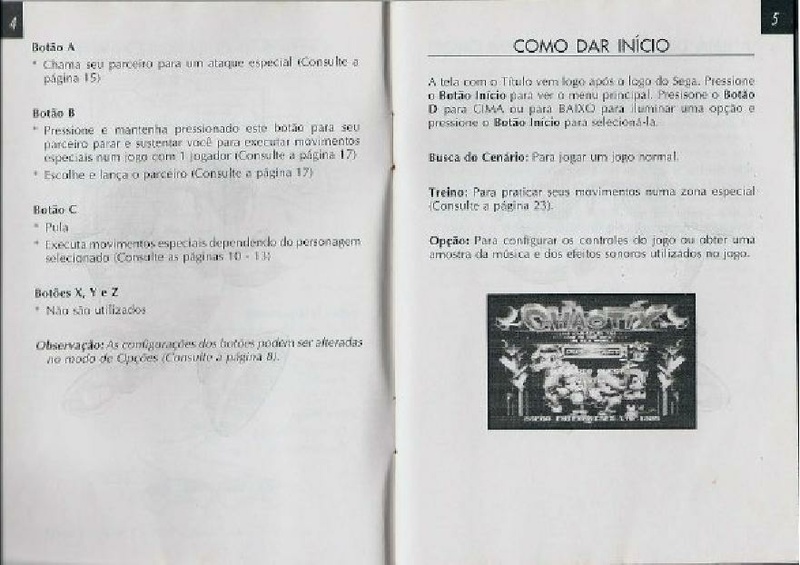 4
Botão A
* Chama seu parceiro para um ataque especial (Consulte a
página 15)
Botão B
* Pressione e mantenha pressionado este botão para seu
parceiro parar e sustentar você para executar movimentos
especiais num jogo com 1 jogador (Consulte a página 17)
* Escolhe e lança o parceiro (Consulte a página 17)
Botão C
* Pula
* Executa movimentos especiais dependendo do personagem
selecionado (Consulte as páginas 10 - 13)
Botões X, Y e Z
* Não são utilizados
Observação: As configurações dos botões podem ser alteradas
no modo de Opções (Consulte a página 8).
5
COMO DAR INÍCIO
A tela com o Título vem logo após o logo do Sega. Pressione
o Botão Início para ver o menu principal. Presisone o Botão
D para CIMA ou para BAIXO para iluminar uma opção e
pressione o Botão Início para selecioná-la.
Busca do Cenário: Para jogar um jogo normal.
Treino: Para praticar seus movimentos numa zona especial
(Consulte a página 23).
Opção: Para configurar os controles do jogo ou obter uma
amostra da música e dos efeitos sonoros utilizados no jogo.
CHAOTIX